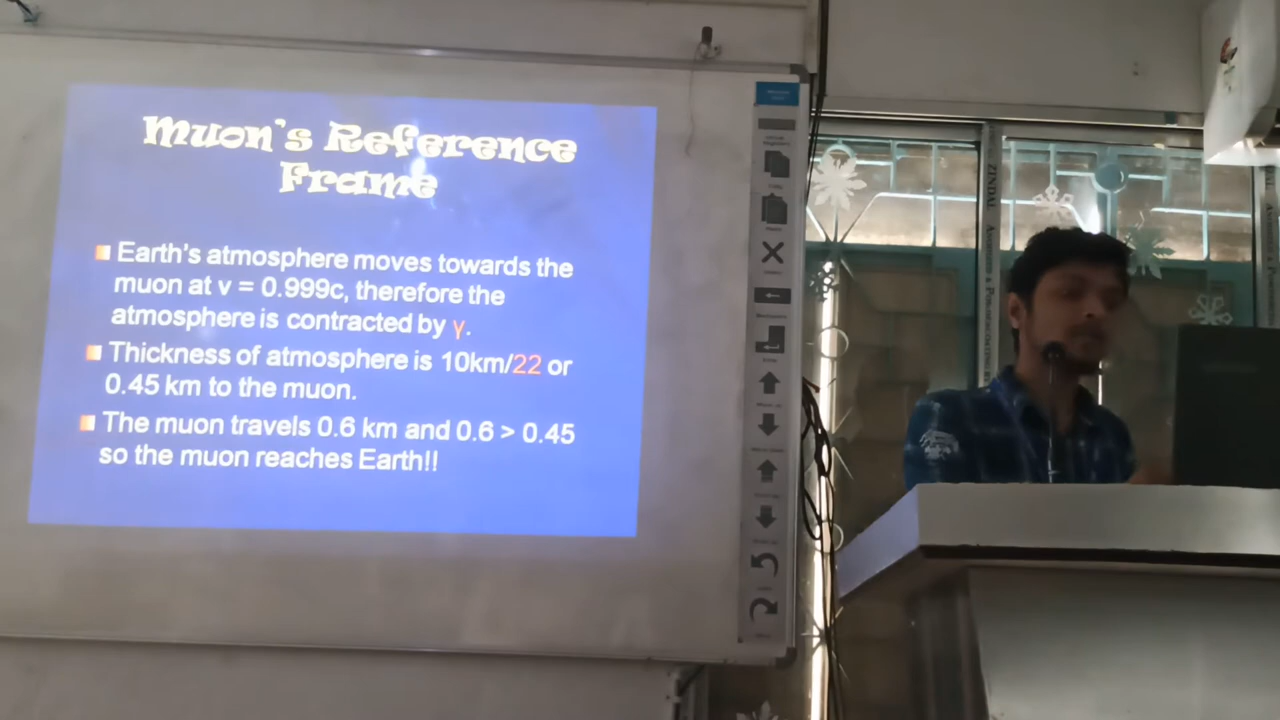 Muon's Reference
Frame
Earth's atmosphere moves towards the
muon at v = 0.999c, therefore the
atmosphere is contracted by γ.
Thickness of atmosphere is 10km/22 or
0.45 km to the muon.
The muon travels 0.6 km and 0.6 > 0.45
so the muon reaches Earth!!
ZINDAL